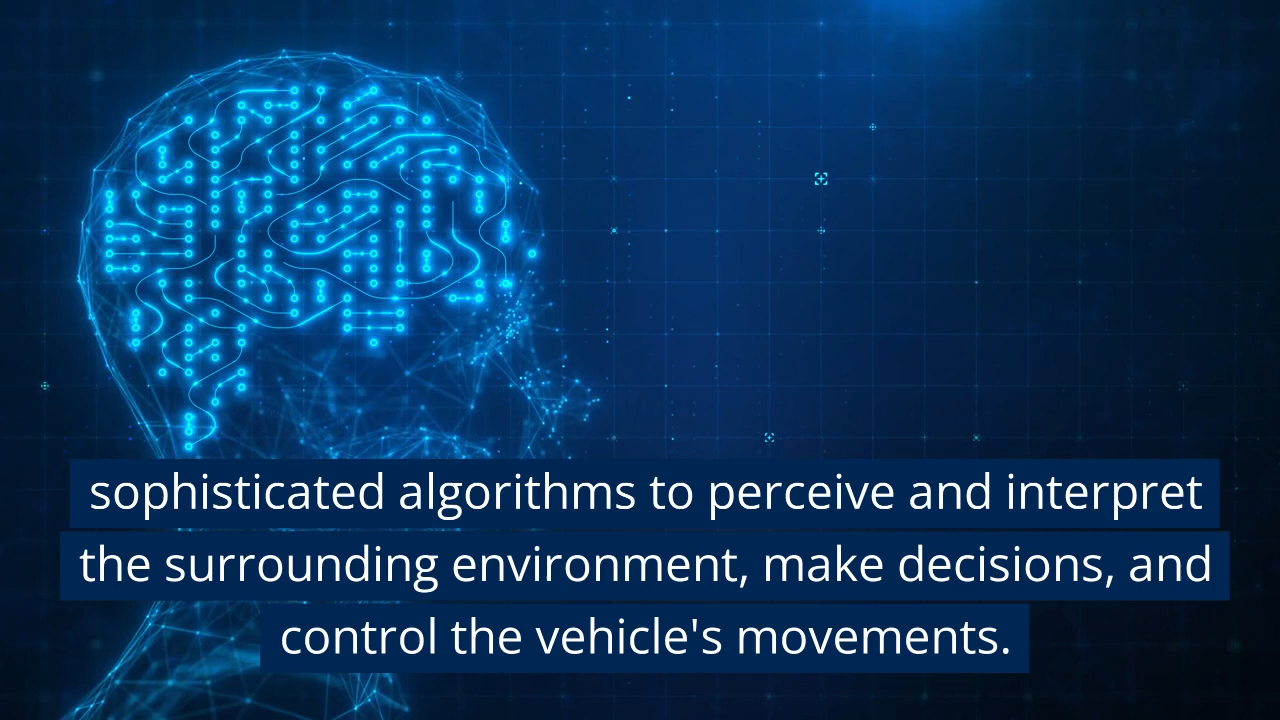 sophisticated algorithms to perceive and interpret
the surrounding environment, make decisions, and
control the vehicle's movements.